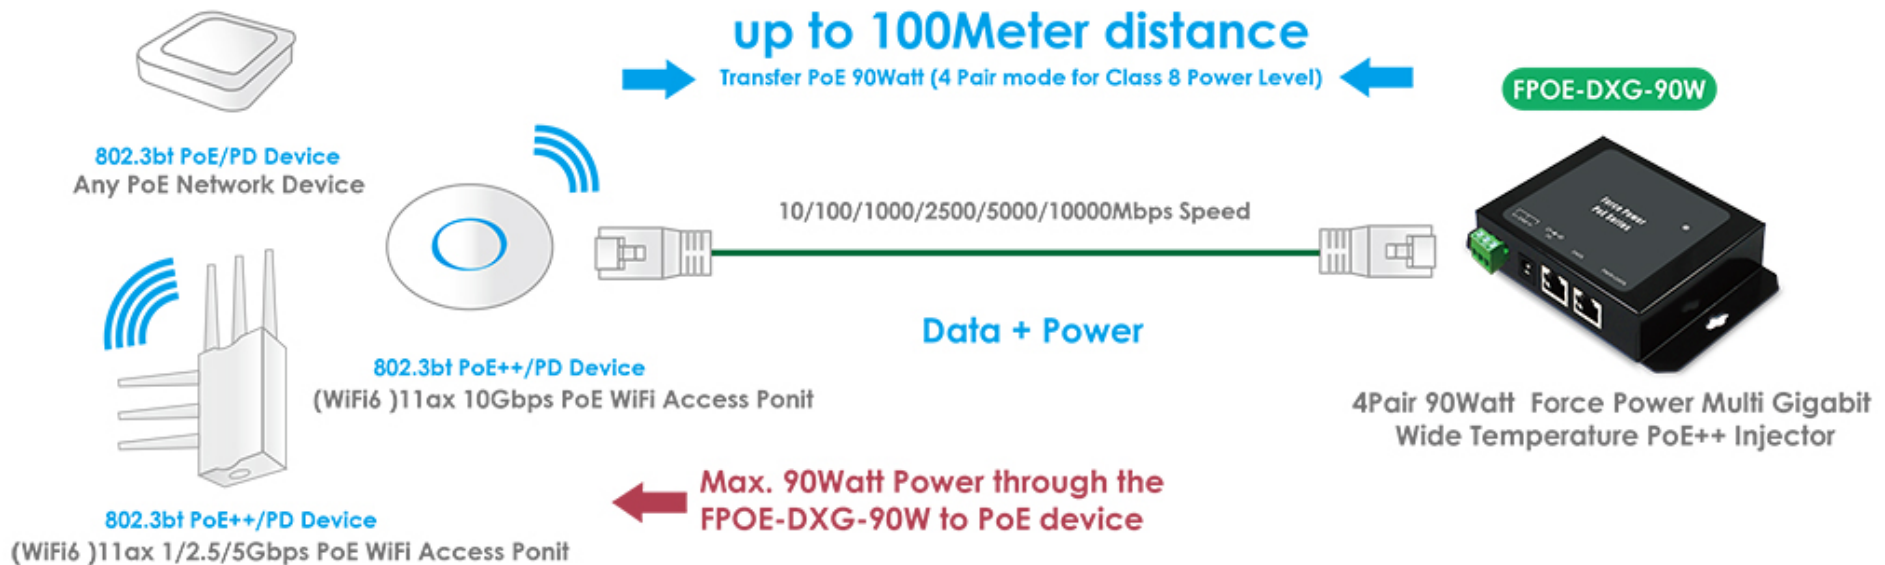 up to 100Meter distance
Transfer PoE 90Watt (4 Pair mode for Class 8 Power Level)
FPOE-DXG-90W
802.3bt PoE/PD Device
Any PoE Network Device
10/100/1000/2500/5000/10000Mbps Speed
Force Power
PoE Series
Data + Power
802.3bt PoE++/PD Device
(WiFi6 )11ax 10Gbps PoE WiFi Access Ponit
4Pair 90Watt Force Power Multi Gigabit
Wide Temperature PoE++ Injector
Max. 90Watt Power through the
FPOE-DXG-90W to PoE device
802.3bt PoE++/PD Device
(WiFi6 )11ax 1/2.5/5Gbps PoE WiFi Access Ponit